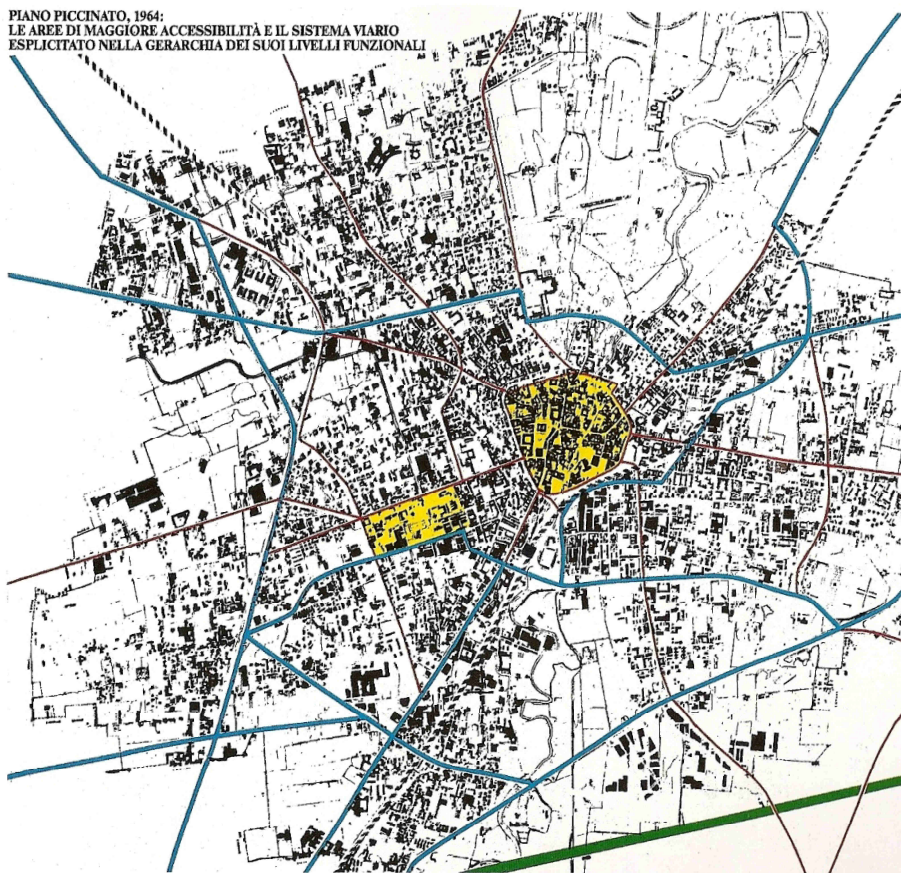 PIANO PICCINATO, 1964:
LE AREE DI MAGGIORE ACCESSIBILITÀ E IL SISTEMA VIARIO
ESPLICITATO NELLA GERARCHIA DEI SUOI LIVELLI FUNZIONALI